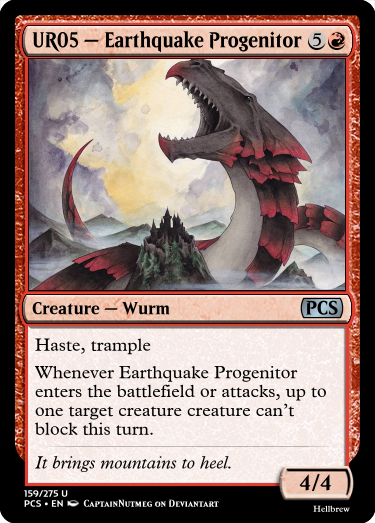 UR05 — Earthquake Progenitor 5
Creature — Wurm PCS
Haste, trample
Whenever Earthquake Progenitor
enters the battlefield or attacks, up to
one target creature creature can't
block this turn.
It brings mountains to heel.
4/4
159/275 U
PCS • EN CaptainNutmeg on Deviantart
Hellbrew